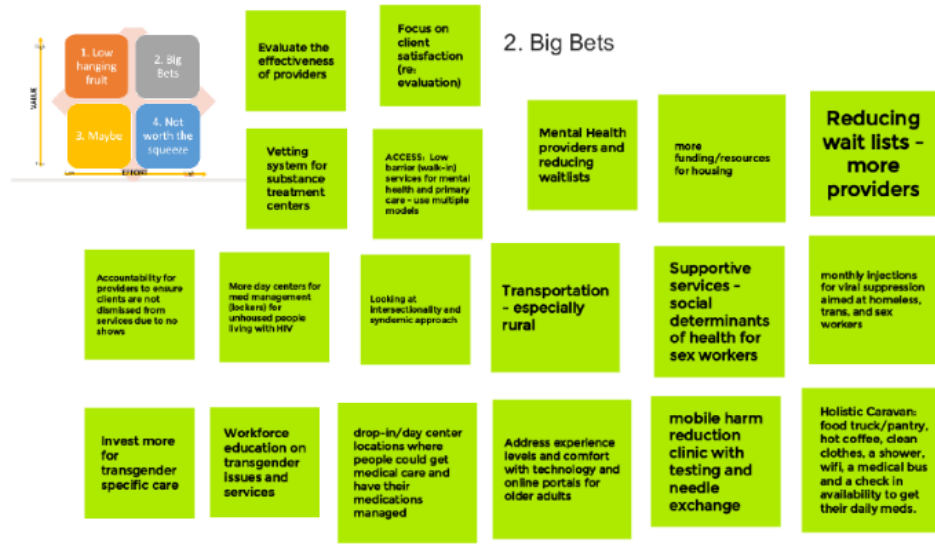 High
VALUE
1. Low
hanging
fruit
2. Big
Bets
3. Maybe
4. Not
worth the
squeeze
Low
EFFORT
High
2. Big Bets
Evaluate the
effectiveness
of providers
Focus on
client
satisfaction
(re:
evaluation)
Vetting
system for
substance
treatment
centers
ACCESS: Low
barrier (walk-in)
services for mental
health and primary
care - use multiple
models
Mental Health
providers and
reducing
waitlists
more
funding/resources
for housing
Reducing
wait lists -
more
providers
Accountability for
providers to ensure
clients are not
dismissed from
services due to no
shows
More day centers for
med management
(lockers) for
unhoused people
living with HIV
Looking at
intersectionality and
syndemic approach
Transportation
- especially
rural
Supportive
services -
social
determinants
of health for
sex workers
monthly injections
for viral suppression
aimed at homeless,
trans, and sex
workers
Invest more
for
transgender
specific care
Workforce
education on
transgender
issues and
services
drop-in/day center
locations where
people could get
medical care and
have their
medications
managed
Address experience
levels and comfort
with technology and
online portals for
older adults
mobile harm
reduction
clinic with
testing and
needle
exchange
Holistic Caravan:
food truck/pantry,
hot coffee, clean
clothes, a shower,
wifi, a medical bus
and a check in
availability to get
their daily meds.